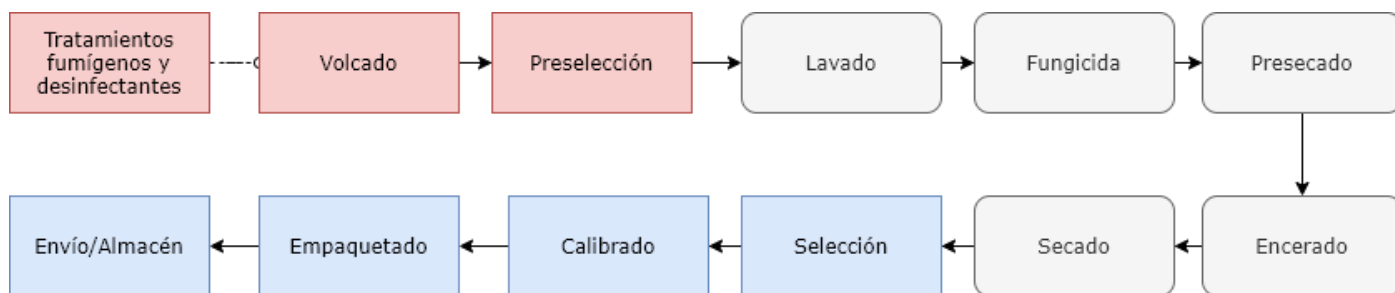 Tratamientos
fumígenos y
desinfectantes
Volcado
Preselección
Lavado
Fungicida
Presecado
Envío/Almacén
Empaquetado
Calibrado
Selección
Secado
Encerado